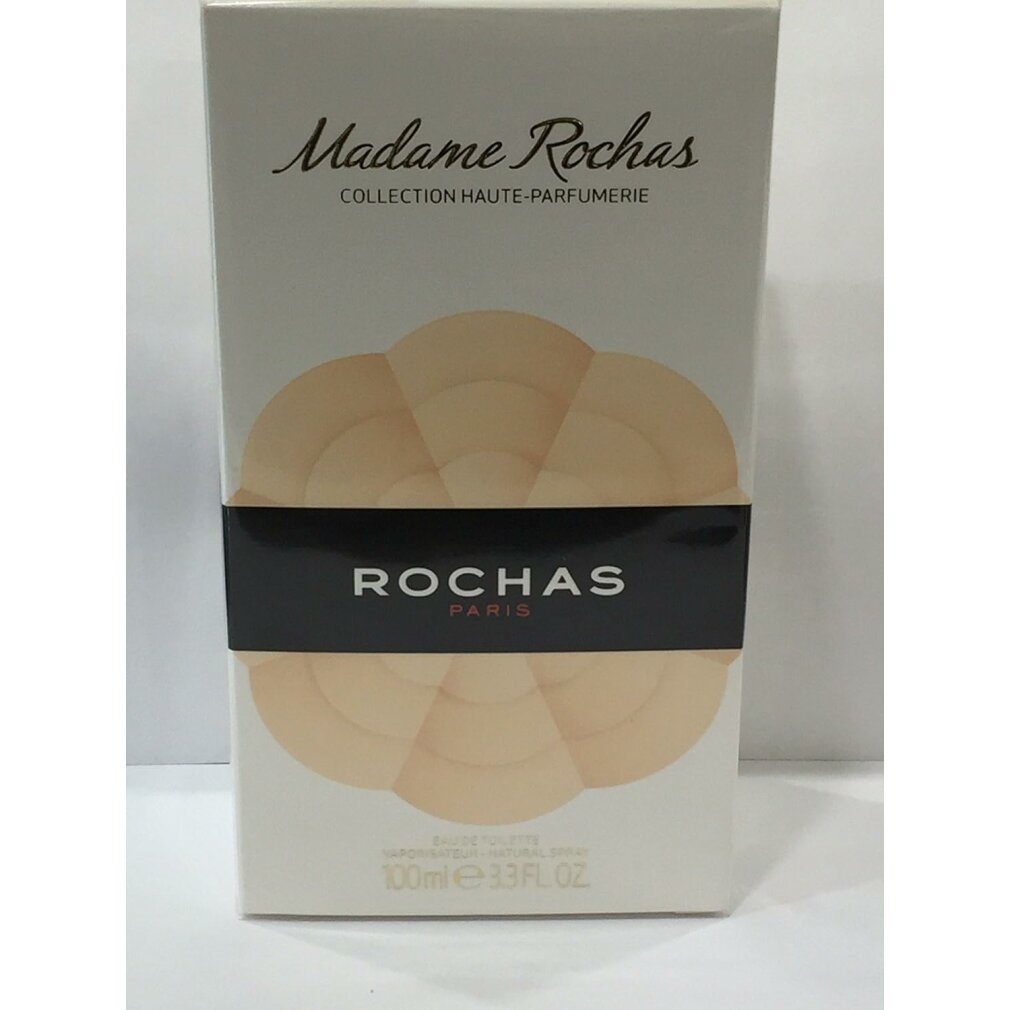 Madame Rochas
COLLECTION HAUTE-PARFUMERIE
ROCHAS
PARIS
EAU DE TOILETTE
VAPORISATEUR - NATURAL SPRAY
100ml ℮ 3.3 FL. OZ.